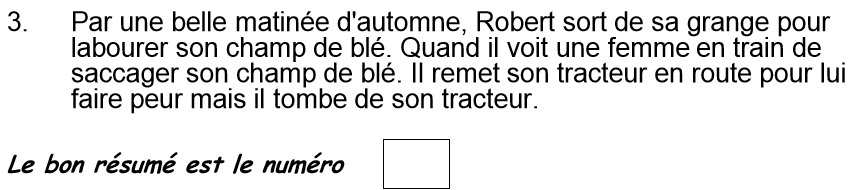 3. Par une belle matinée d'automne, Robert sort de sa grange pour
labourer son champ de blé. Quand il voit une femme en train de
saccager son champ de blé. Il remet son tracteur en route pour lui
faire peur mais il tombe de son tracteur.
Le bon résumé est le numéro